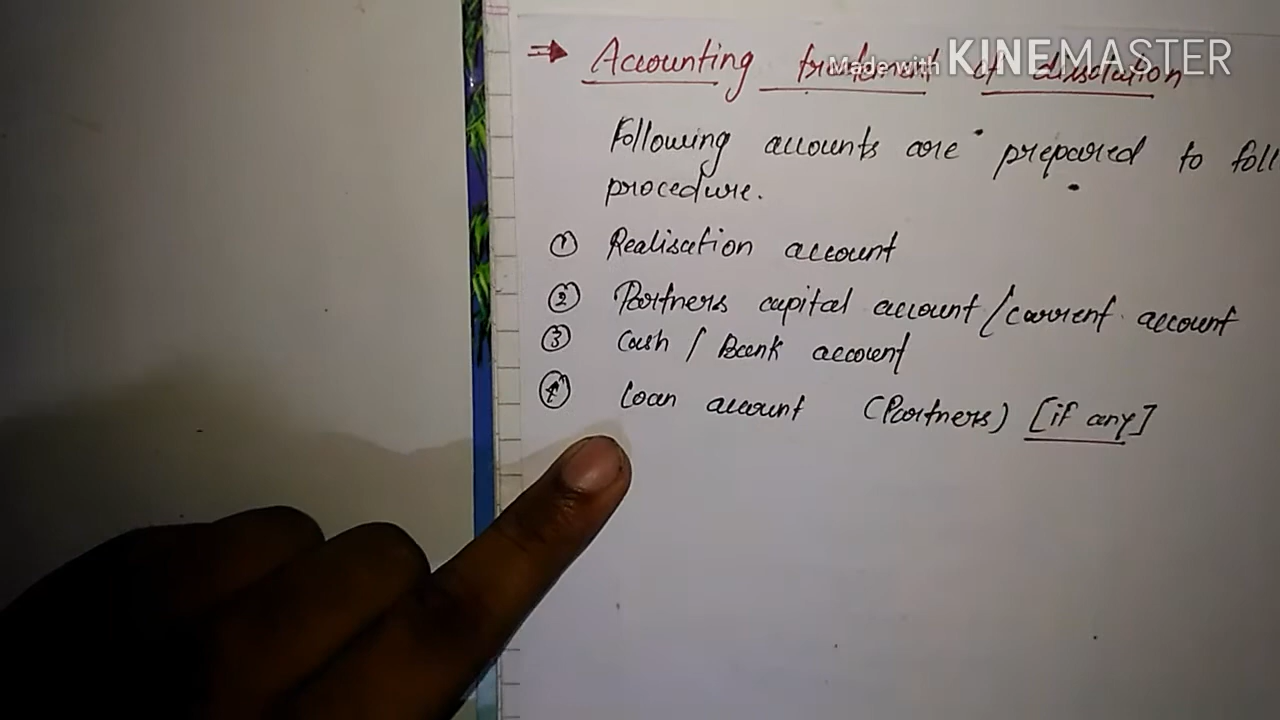 ⇒ Accounting treatment of dissolution
Made with KINEMASTER
Following accounts are prepared to foll
procedure.
① Realisation account
② Partners capital account / current account
③ Cash / Bank account
④ Loan account (Partners) [if any]